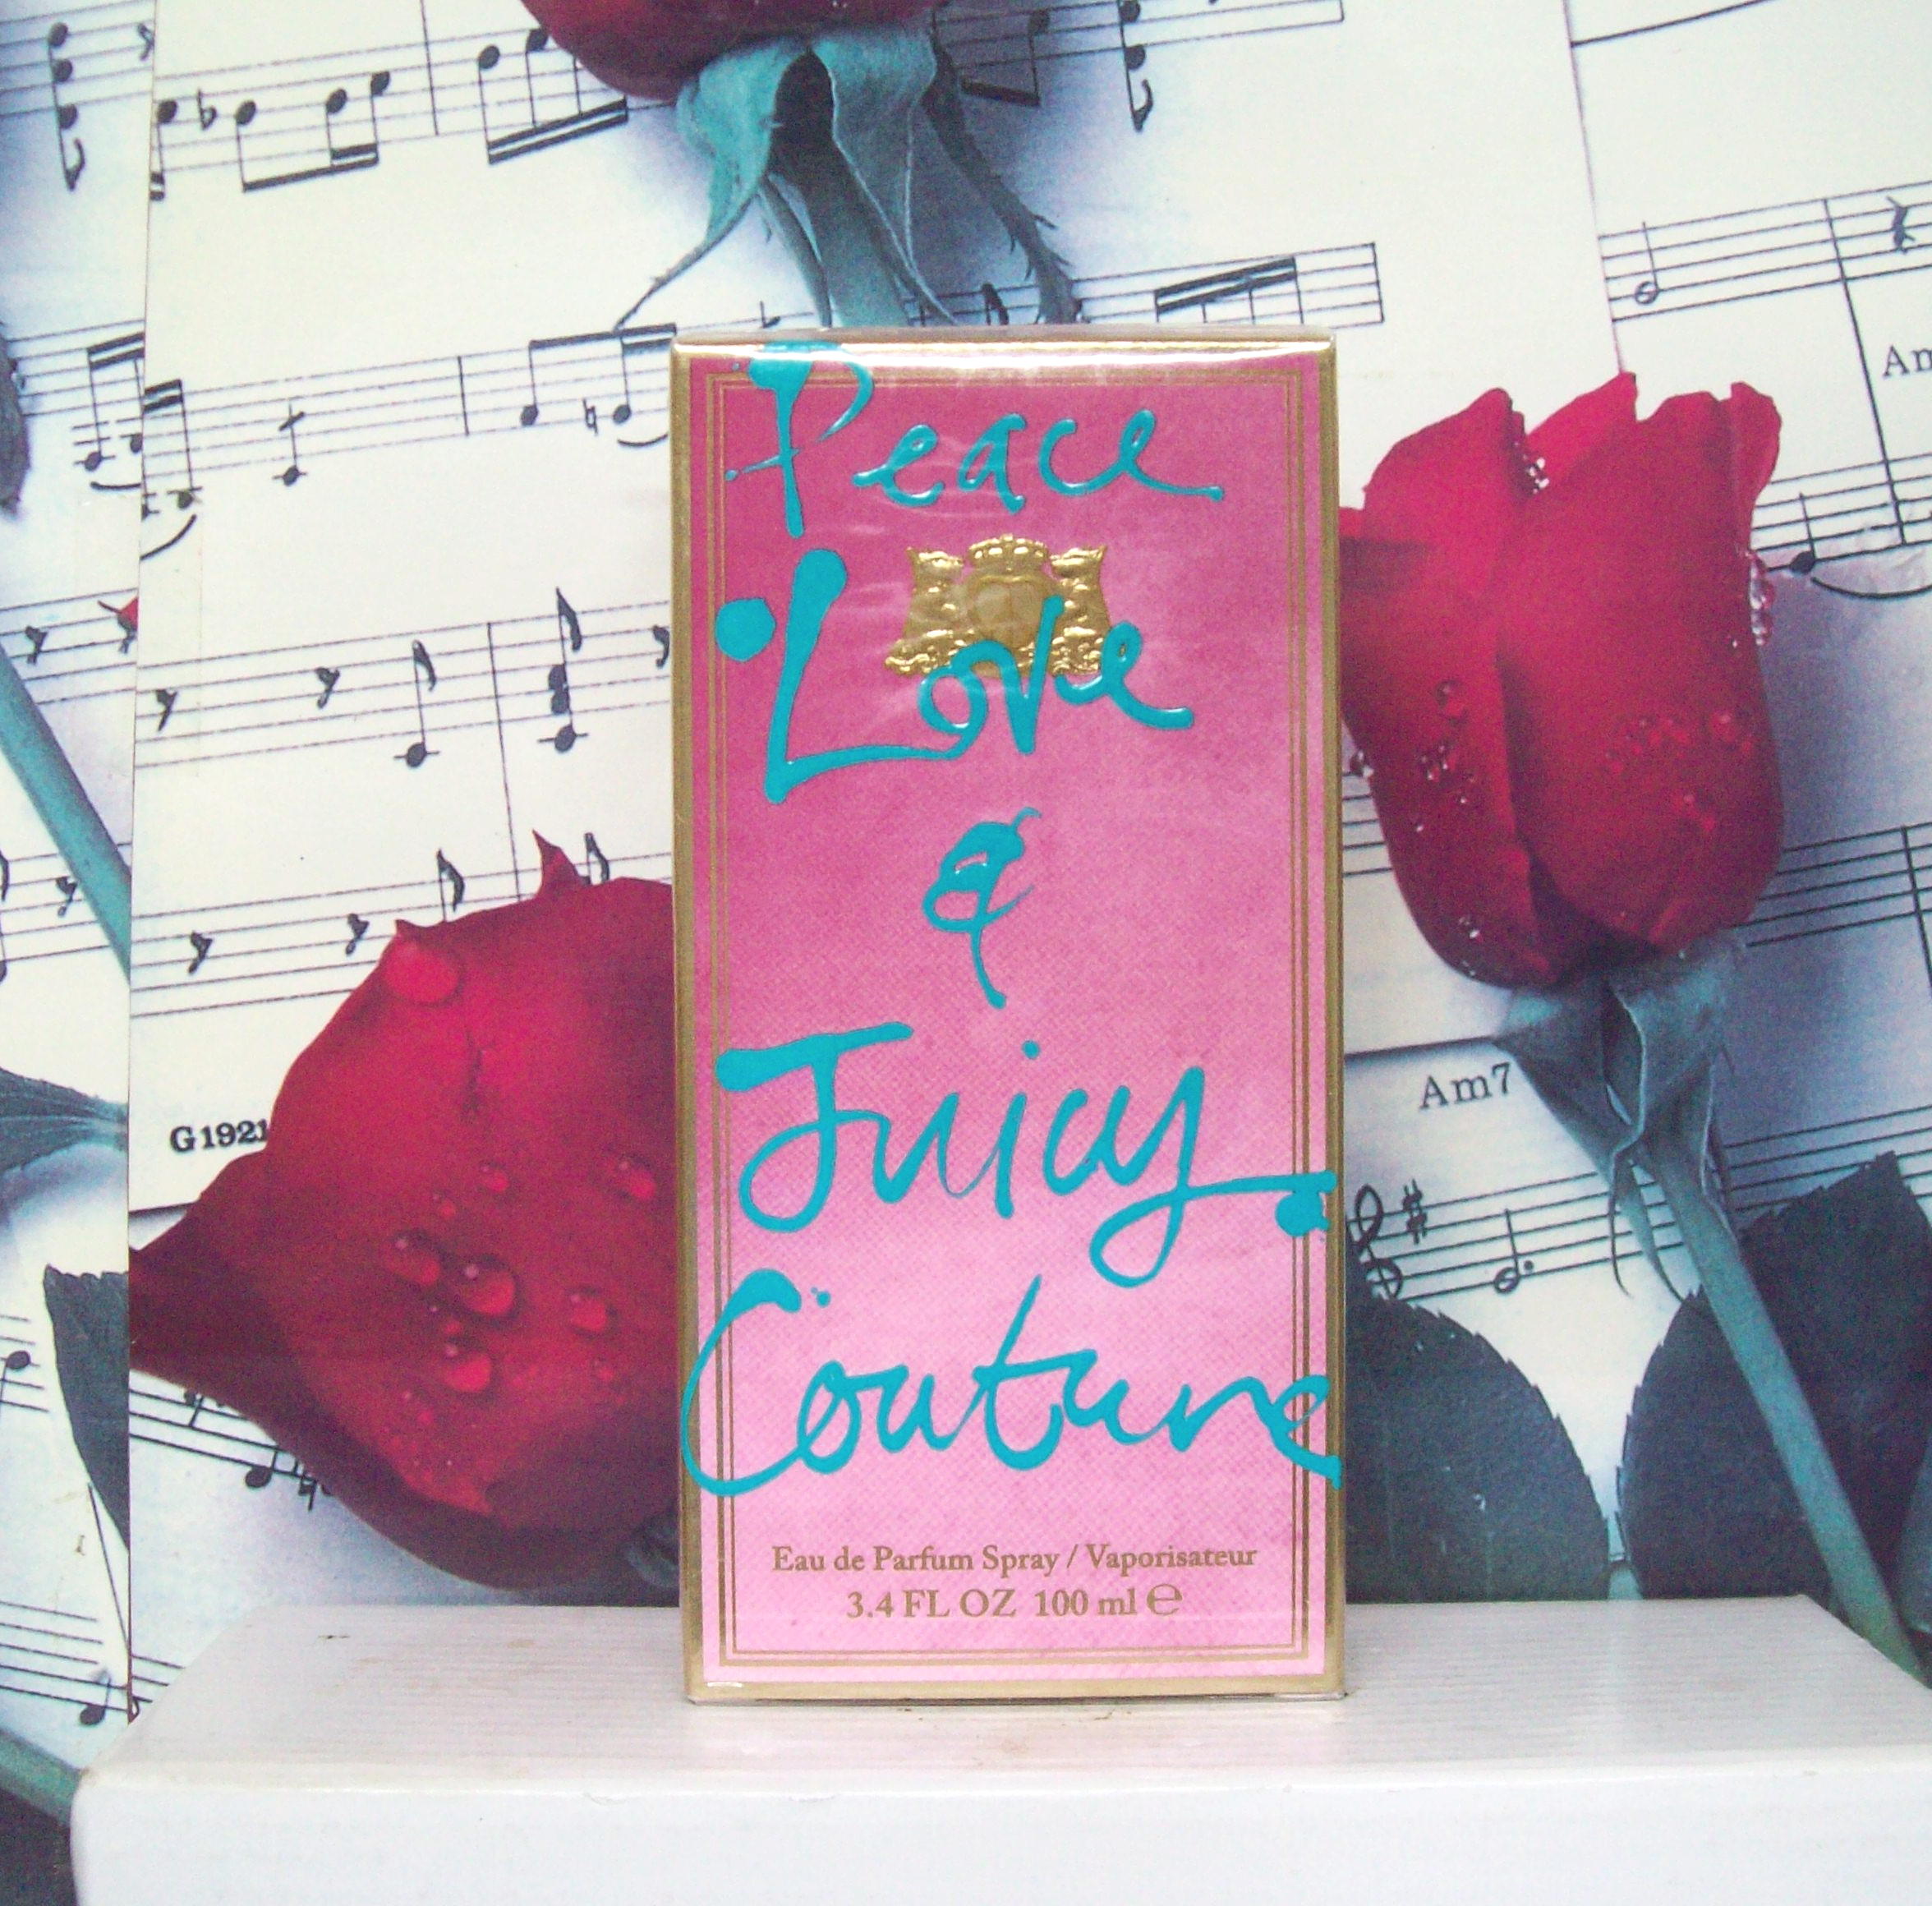 Peace
Love
&
Juicy
Couture
Eau de Parfum Spray / Vaporisateur
3.4 FL OZ 100 ml ℮
G1921
Am7
Am